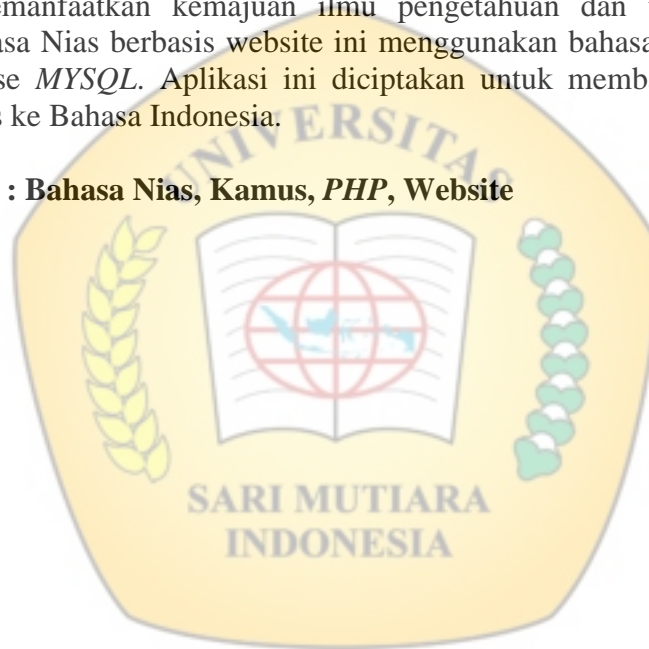 emanfaatkan kemajuan ilmu pengetahuan dan
asa Nias berbasis website ini menggunakan bahasa
se MYSQL. Aplikasi ini diciptakan untuk memb
s ke Bahasa Indonesia.
: Bahasa Nias, Kamus, PHP, Website
UNIVERSITAS
SARI MUTIARA
INDONESIA